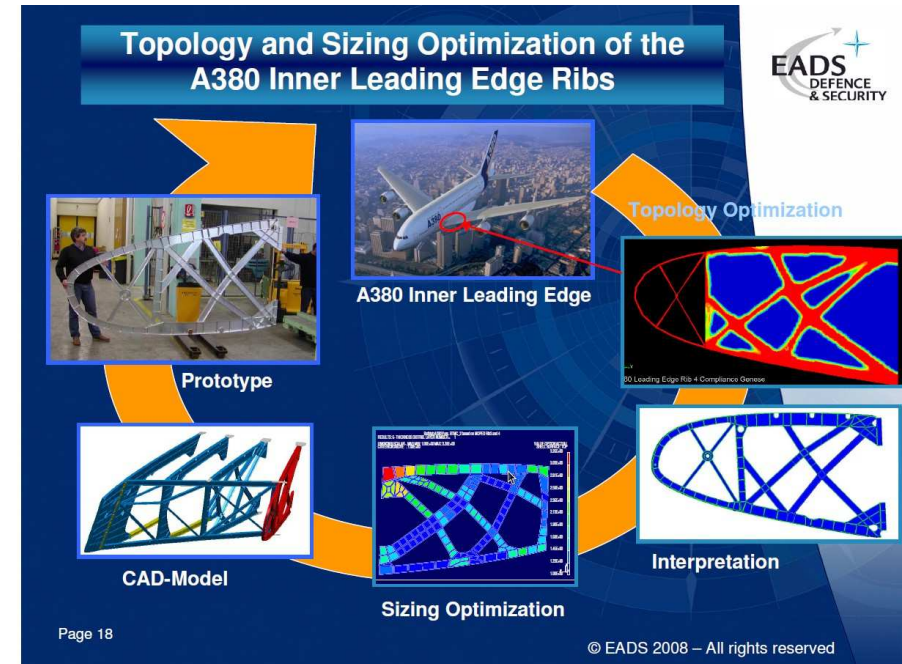 Topology and Sizing Optimization of the
A380 Inner Leading Edge Ribs
EADS
DEFENCE
& SECURITY
Topology Optimization
A380
A380 Inner Leading Edge
80 Leading Edge Rib 4 Compliance Genese
Prototype
Interpretation
CAD-Model
Sizing Optimization
Page 18
© EADS 2008 – All rights reserved